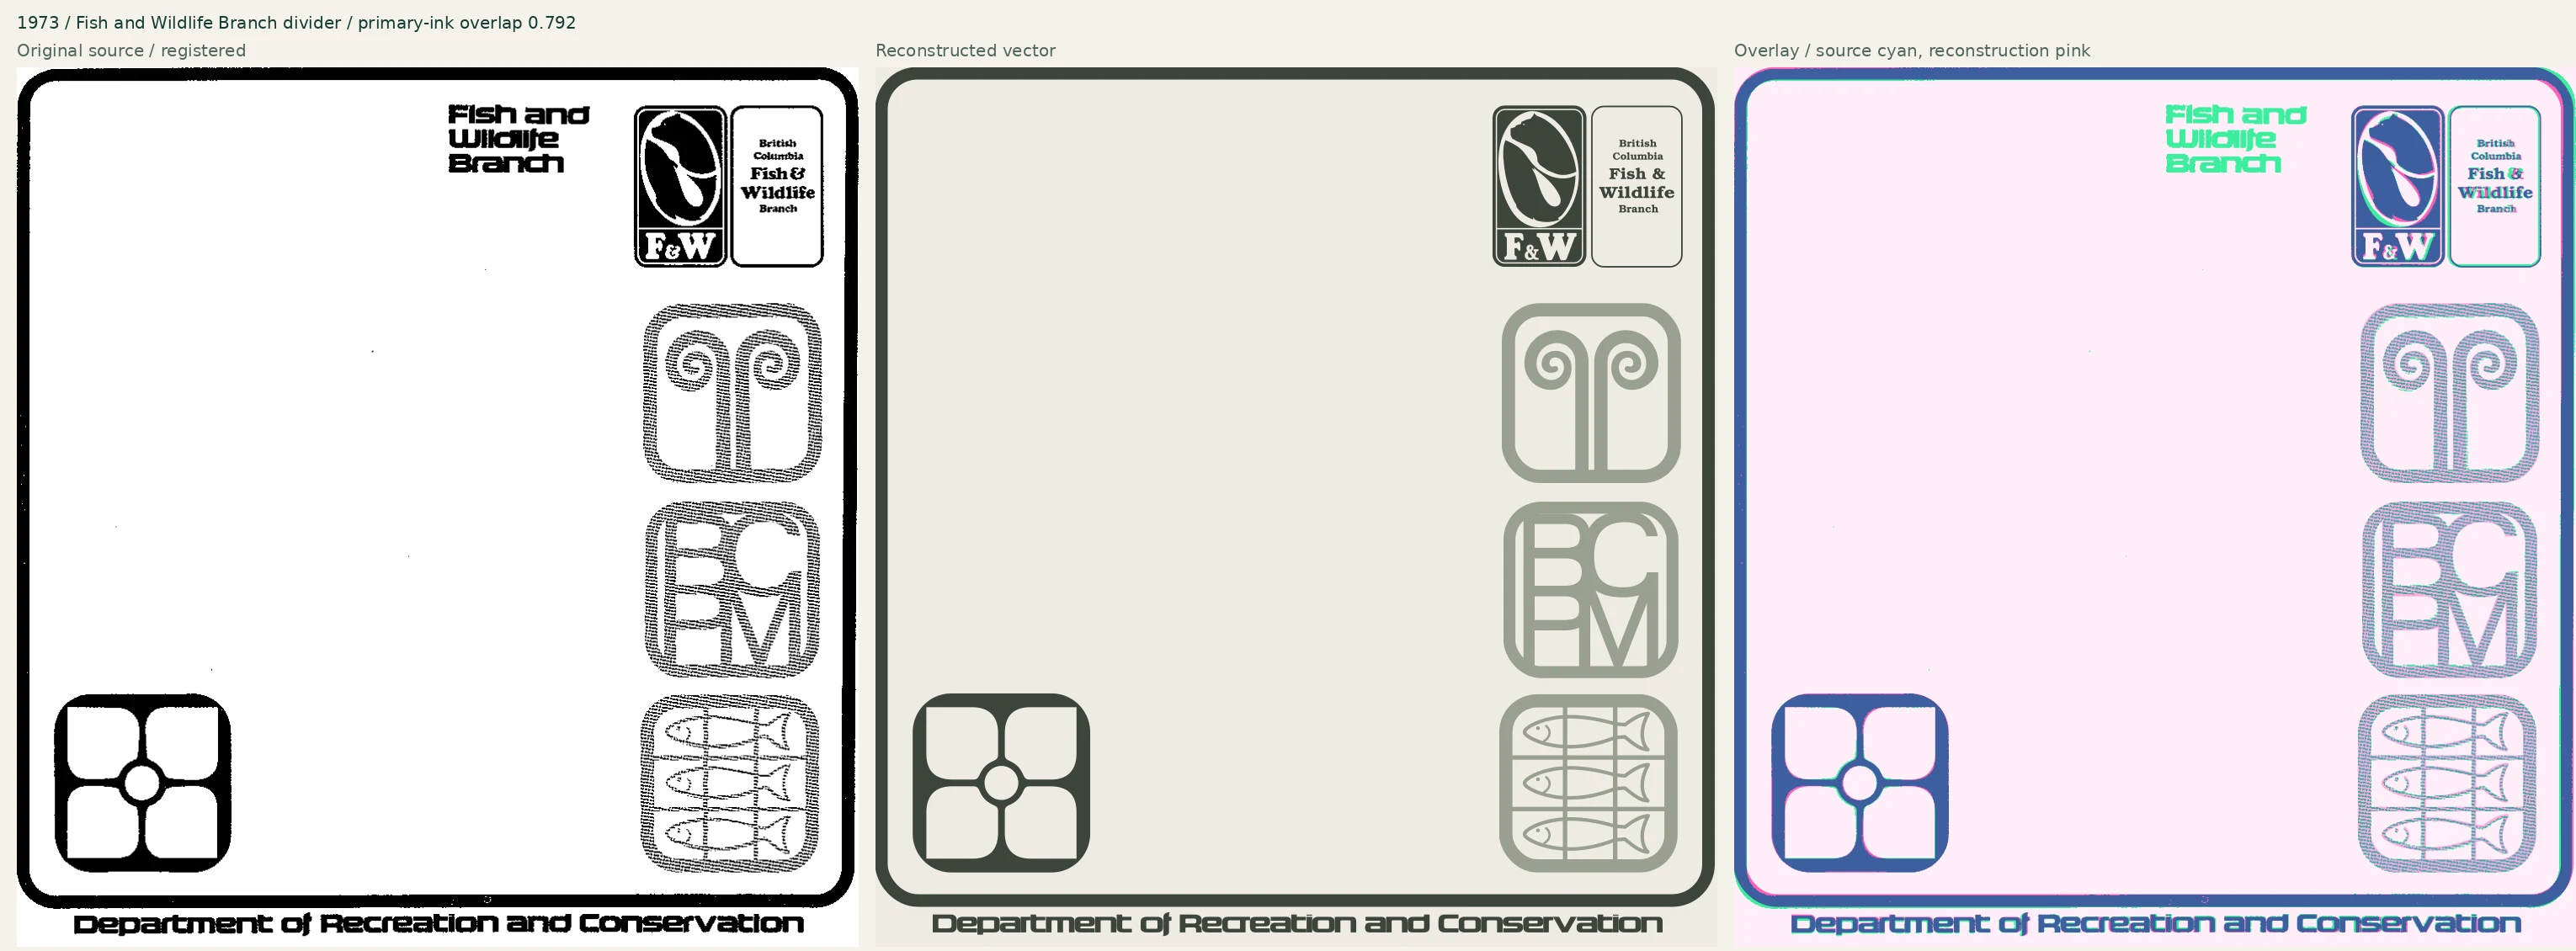 1973 / Fish and Wildlife Branch divider / primary-ink overlap 0.792
Original source / registered
Fish and
Wildlife
Branch
F&W
British
Columbia
Fish &
Wildlife
Branch
BC
PM
Department of Recreation and Conservation
Reconstructed vector
F&W
British
Columbia
Fish &
Wildlife
Branch
BC
PM
Department of Recreation and Conservation
Overlay / source cyan, reconstruction pink
Fish and
Wildlife
Branch
F&W
British
Columbia
Fish &
Wildlife
Branch
BC
PM
Department of Recreation and Conservation